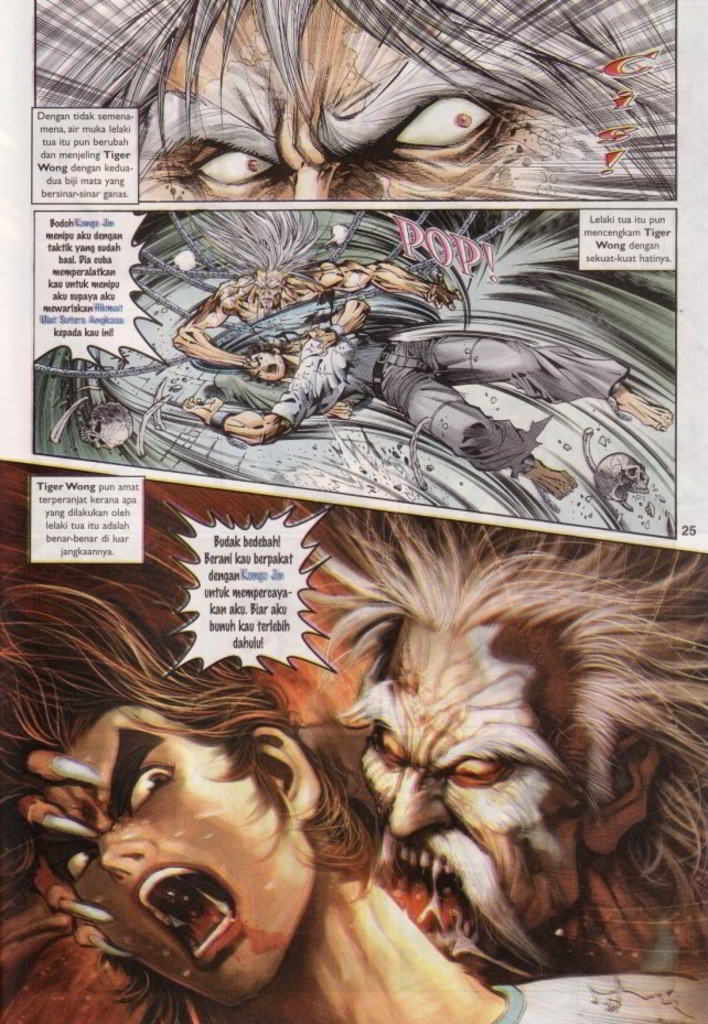 Dengan tidak semena-
mena, air muka lelaki
tua itu pun berubah
dan menjeling Tiger
Wong dengan kedua-
dua biji mata yang
bersinar-sinar ganas.
Bodoh Kongo Jin
menipu aku dengan
taktik yang sudah
basi. Dia cuba
memperalatkan
kau untuk menipu
aku supaya aku
mewariskan
kepada kau ini!
POP!
Lelaki tua itu pun
mencengkam Tiger
Wong dengan
sekuat-kuat hatinya.
Tiger Wong pun amat
terperanjat kerana apa
yang dilakukan oleh
lelaki tua itu adalah
benar-benar di luar
jangkaannya.
Budak bedebah!
Berani kau berpakat
dengan Kongo Jin
untuk mempercaya-
kan aku. Biar aku
bunuh kau terlebih
dahulu!
25